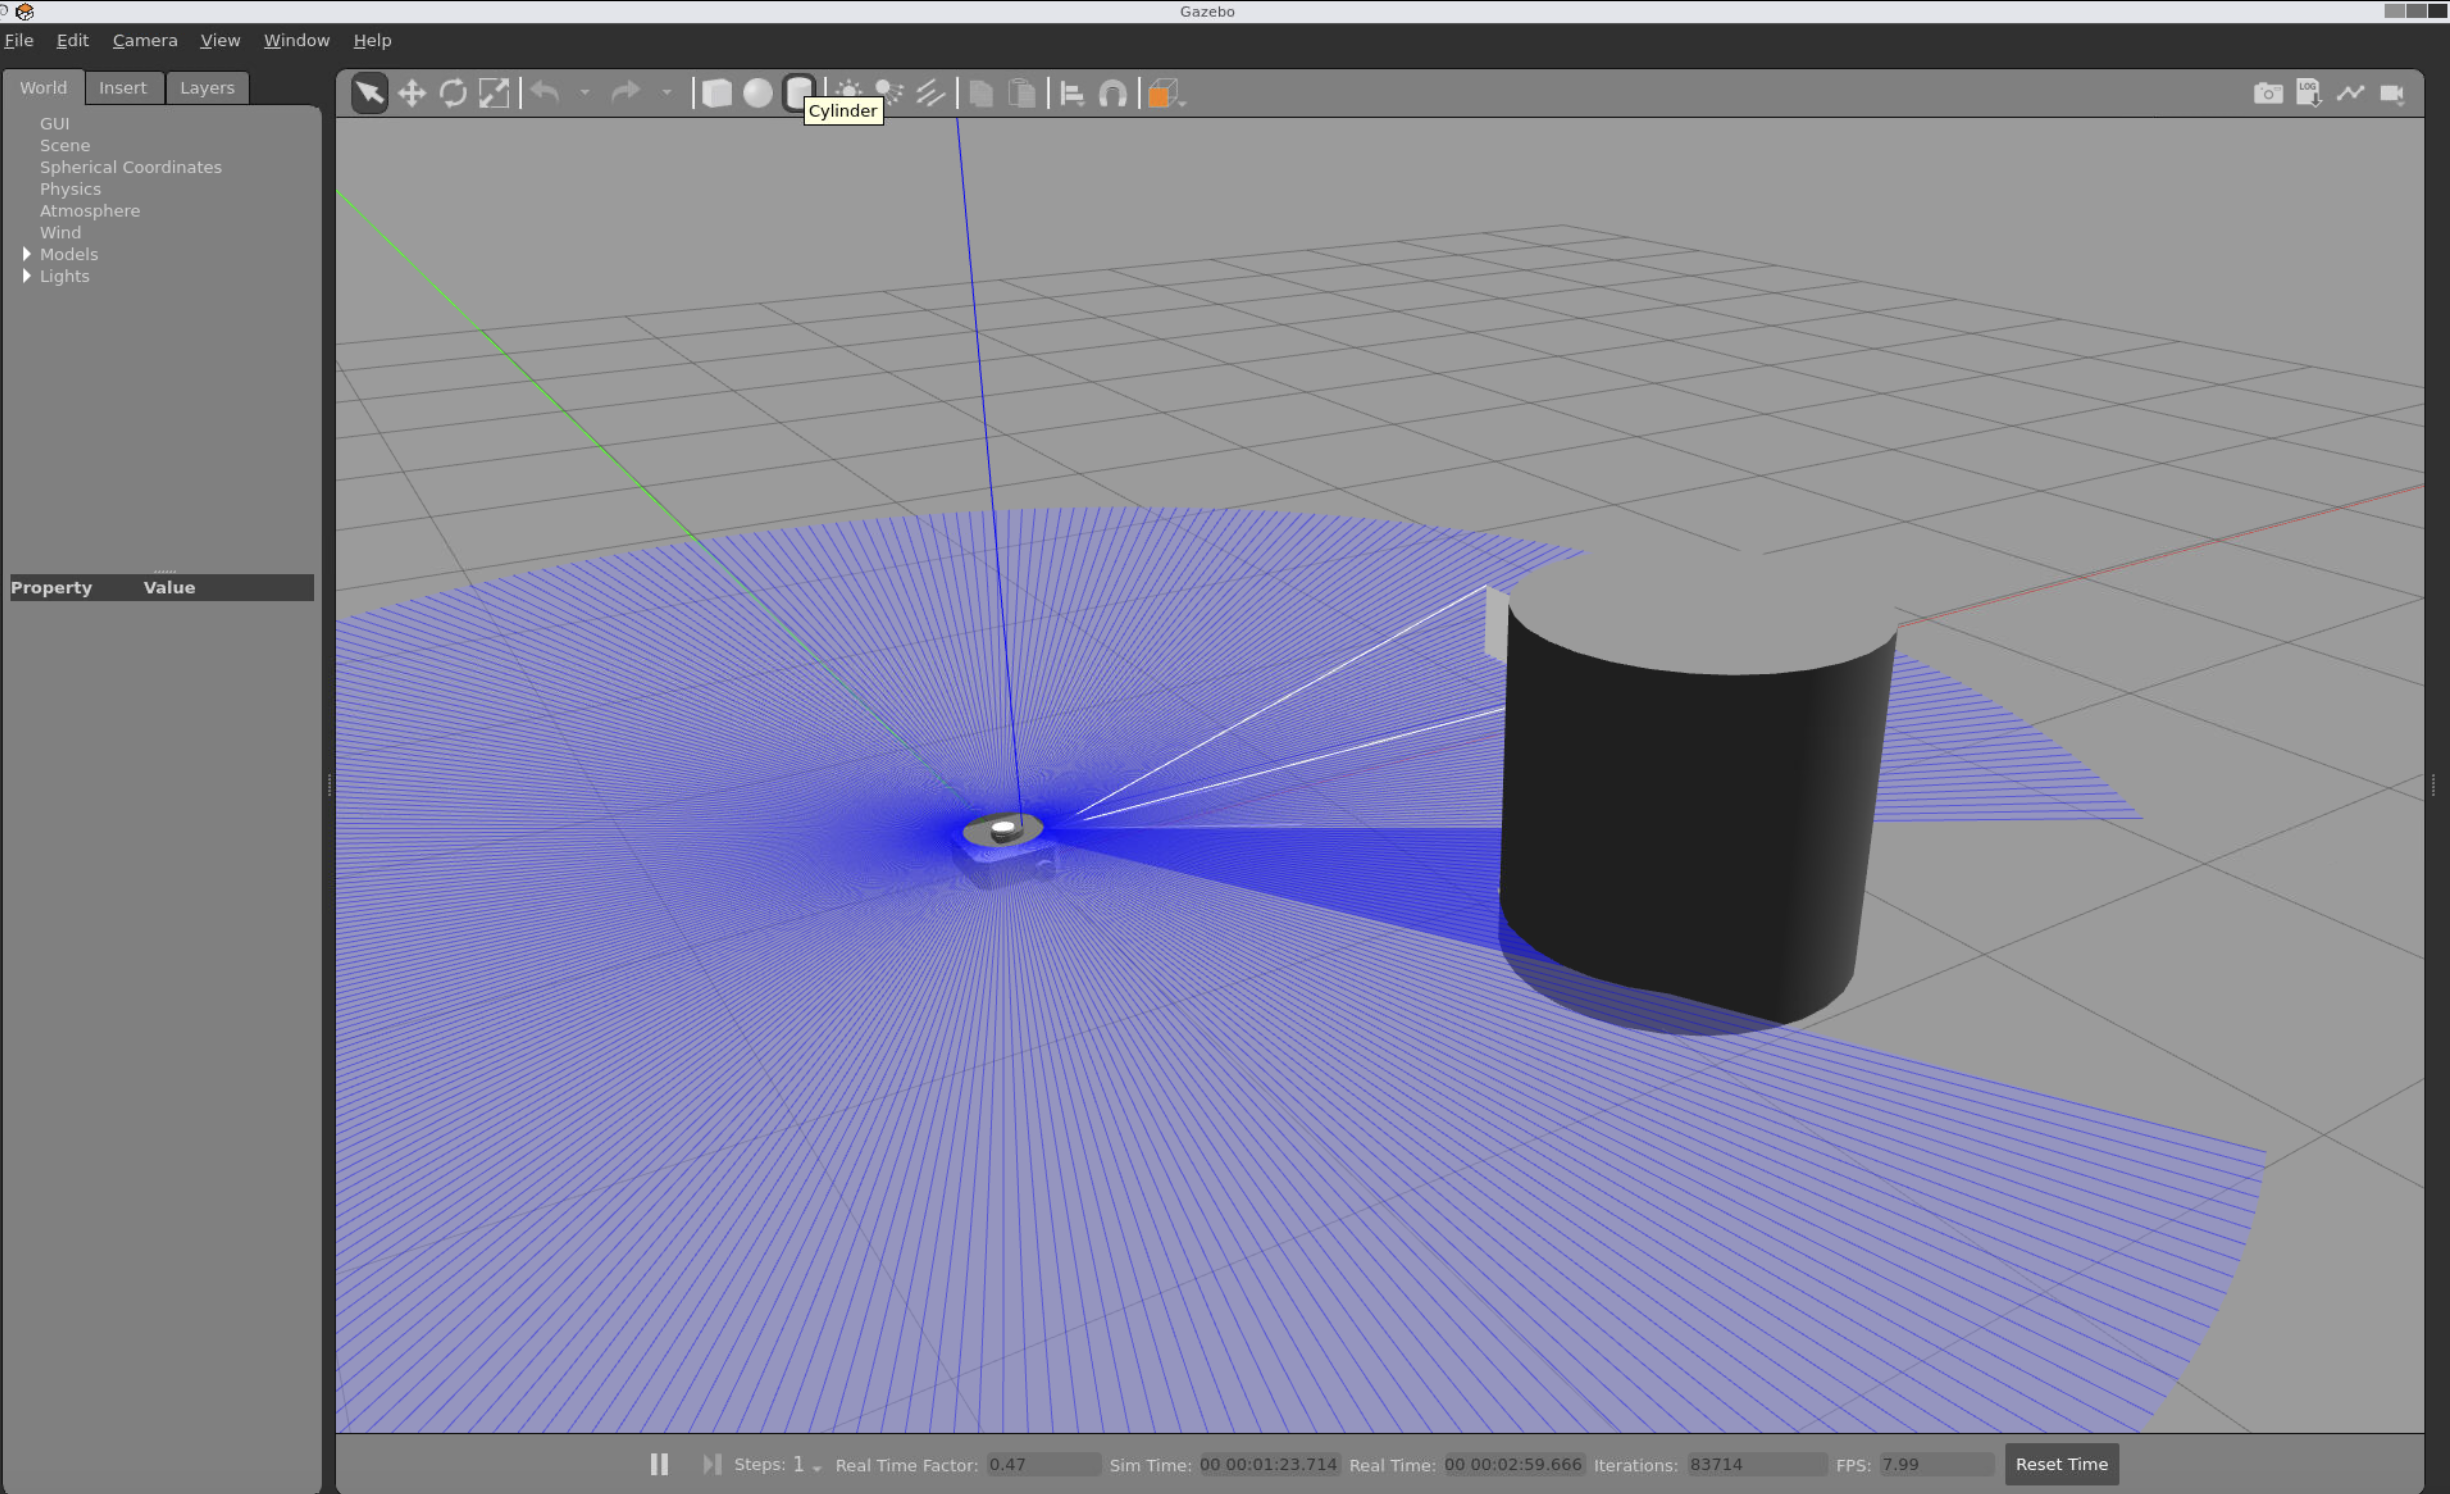 Gazebo
File Edit Camera View Window Help
World Insert Layers
LOG
Cylinder
GUI
Scene
Spherical Coordinates
Physics
Atmosphere
Wind
Models
Lights
Property Value
Steps: 1 Real Time Factor: 0.47 Sim Time: 00 00:01:23.714 Real Time: 00 00:02:59.666 Iterations: 83714 FPS: 7.99 Reset Time